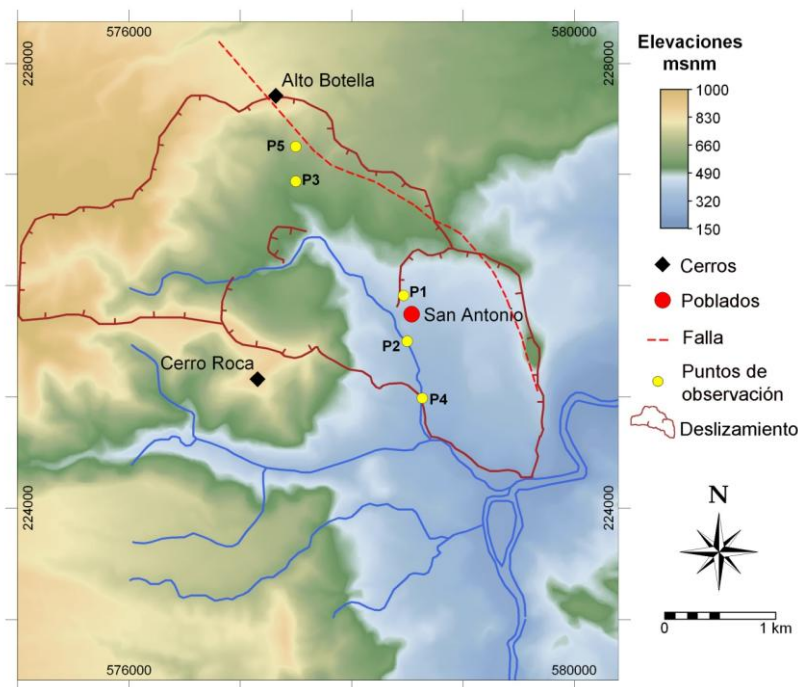 576000
580000
228000
228000
Alto Botella
P5
P3
P1
San Antonio
P2
Cerro Roca
P4
224000
224000
576000
580000
Elevaciones
msnm
1000
830
660
490
320
150
Cerros
Poblados
Falla
Puntos de
observación
Deslizamiento
N
0
1 km